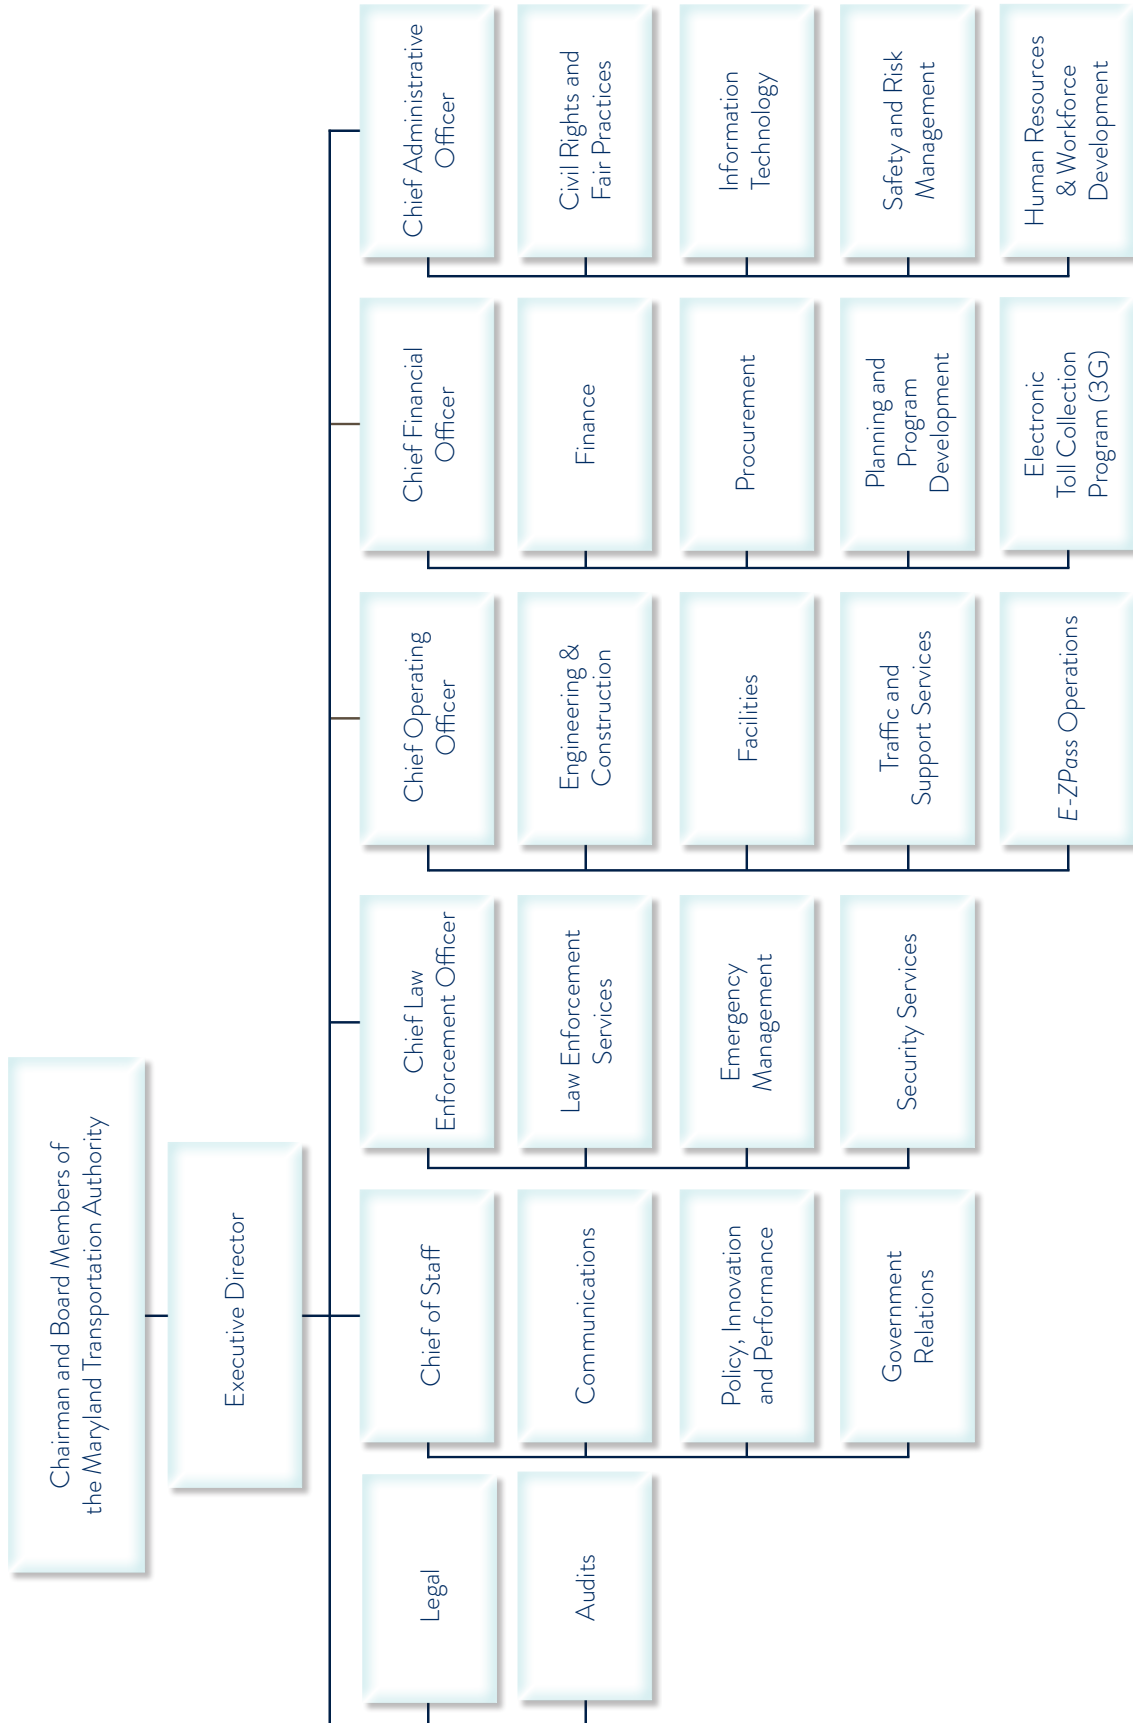 Chairman and Board Members of
the Maryland Transportation Authority
Executive Director
Legal
Audits
Chief of Staff
Communications
Policy, Innovation
and Performance
Government
Relations
Chief Law
Enforcement Officer
Law Enforcement
Services
Emergency
Management
Security Services
Chief Operating
Officer
Engineering &
Construction
Facilities
Traffic and
Support Services
E-ZPass Operations
Chief Financial
Officer
Finance
Procurement
Planning and
Program
Development
Electronic
Toll Collection
Program (3G)
Chief Administrative
Officer
Civil Rights and
Fair Practices
Information
Technology
Safety and Risk
Management
Human Resources
& Workforce
Development